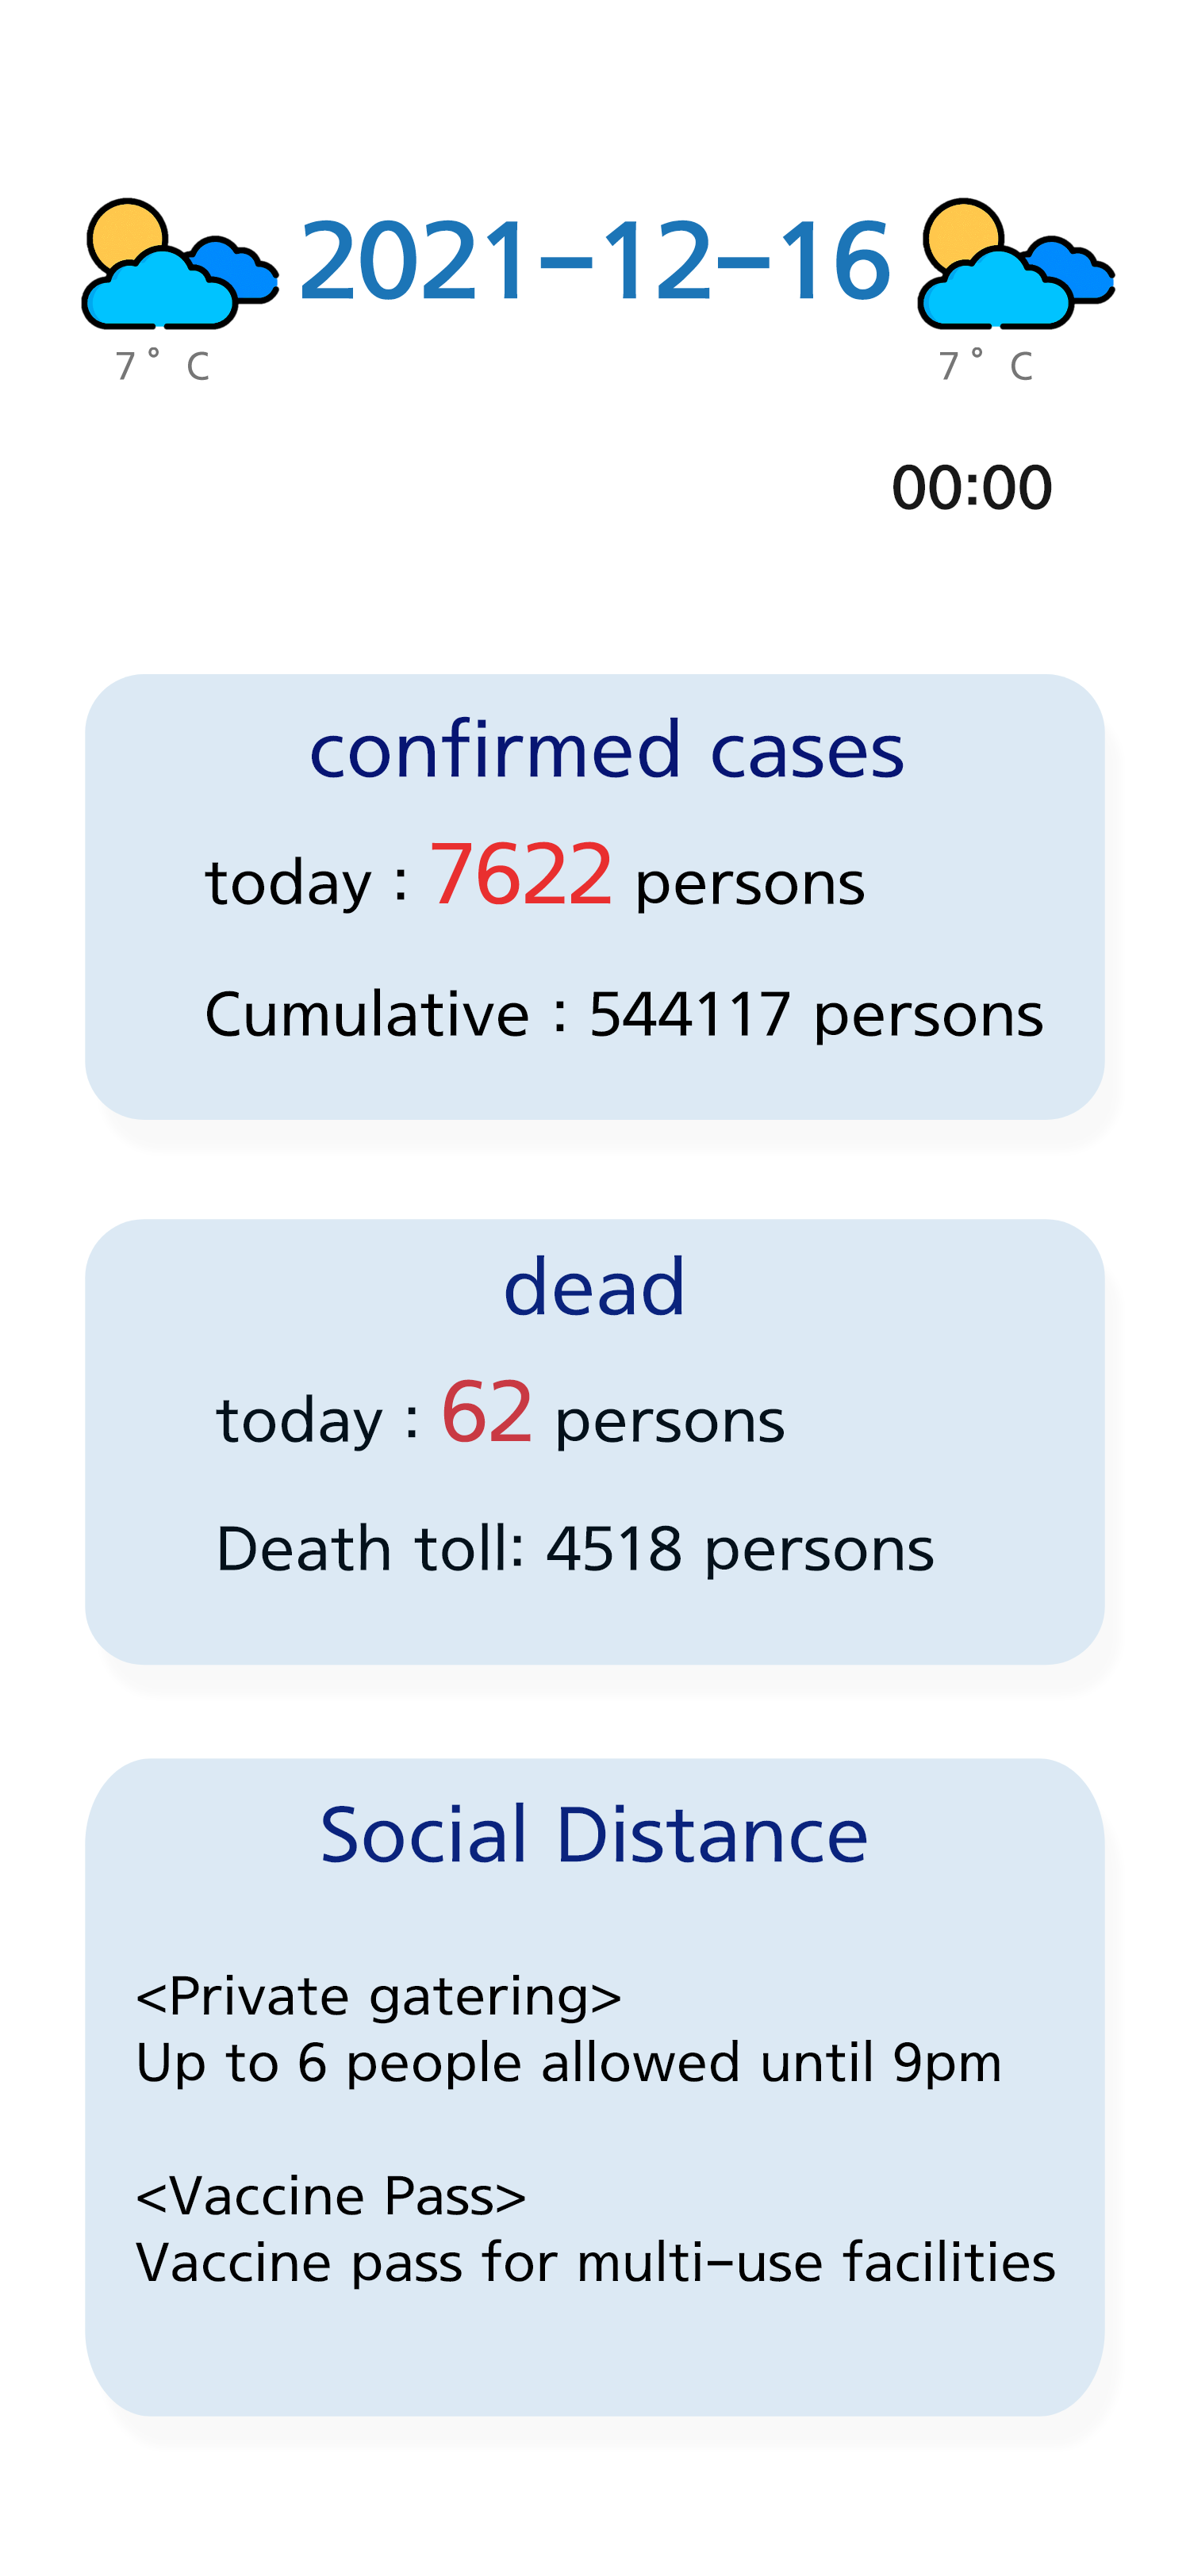 2021-12-16
7° C
7° C
00:00
confirmed cases
today : 7622 persons
Cumulative : 544117 persons
dead
today : 62 persons
Death toll: 4518 persons
Social Distance
<Private gatering>
Up to 6 people allowed until 9pm
<Vaccine Pass>
Vaccine pass for multi-use facilities